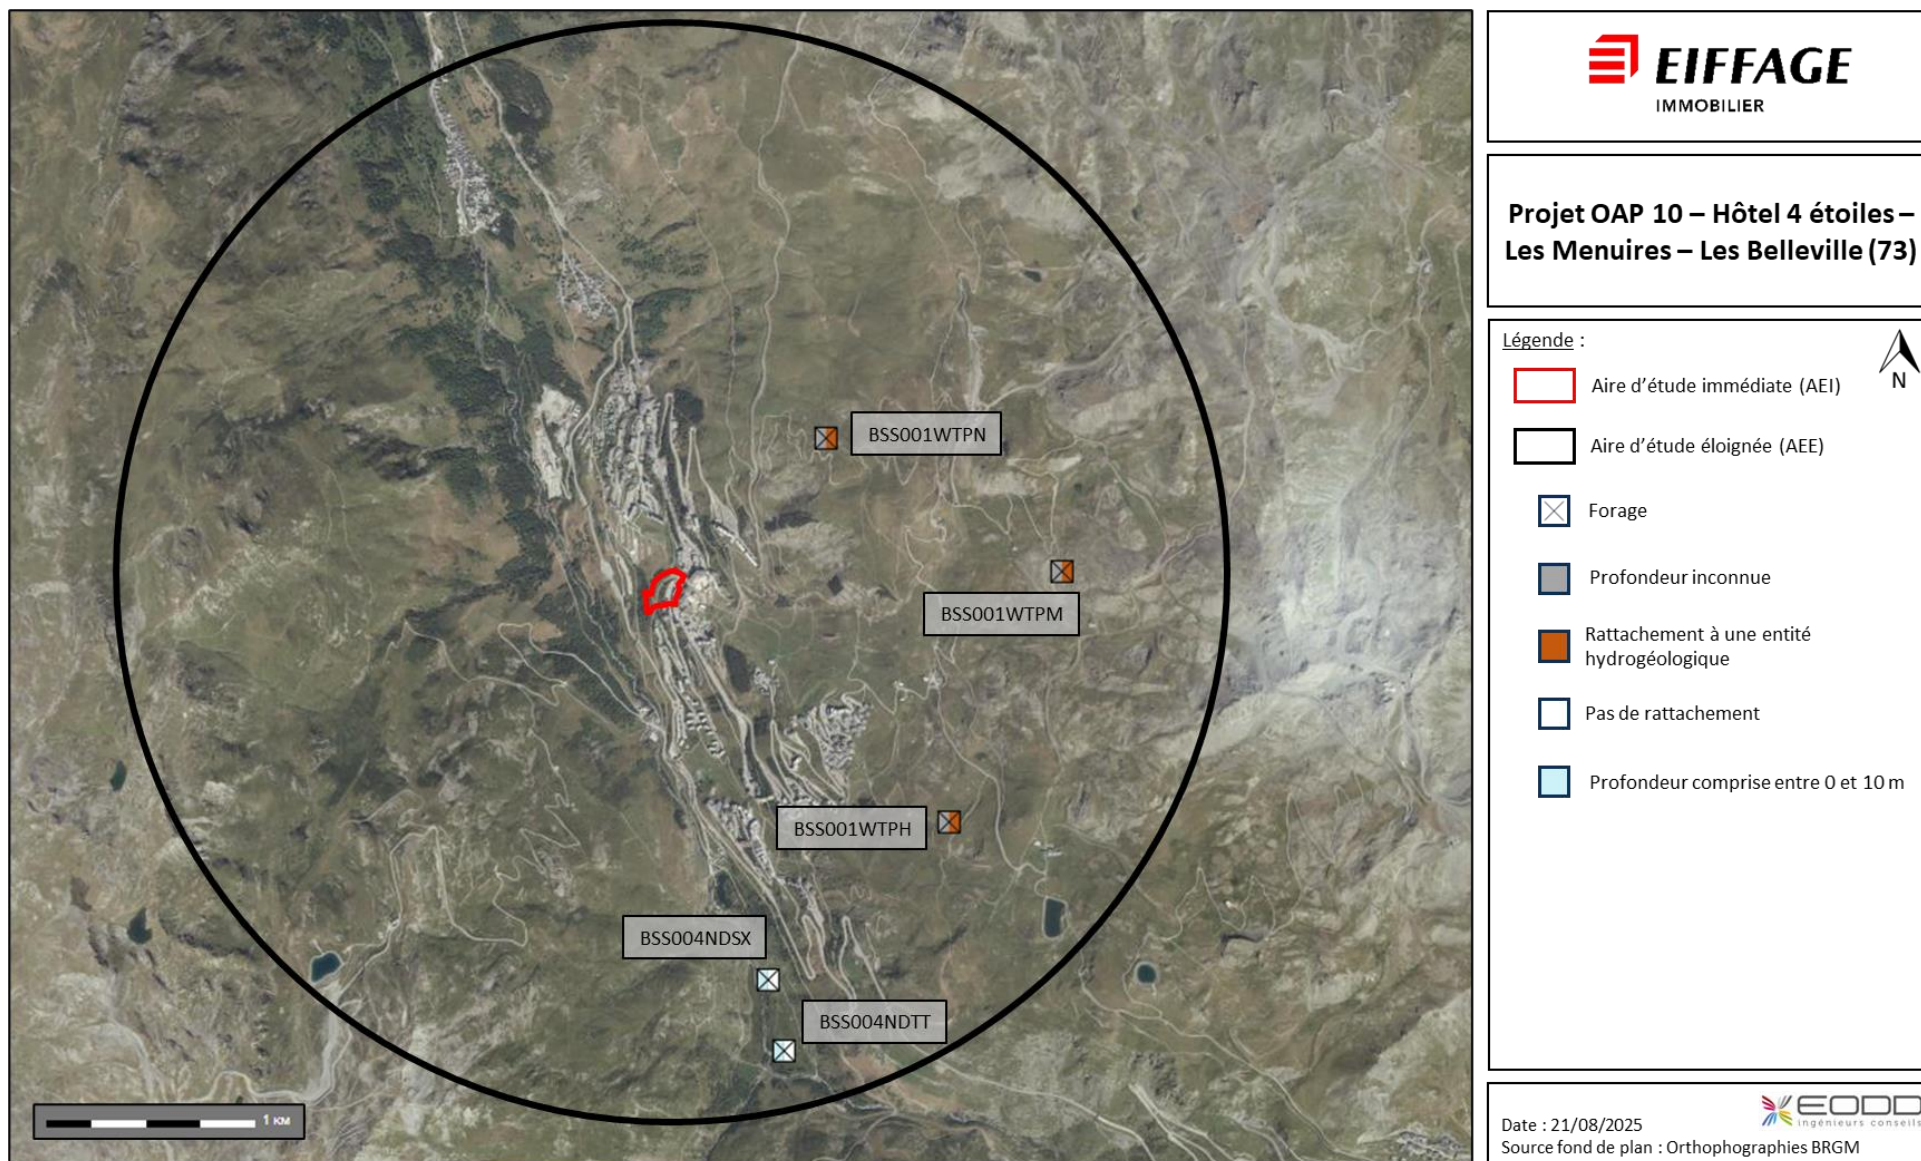 EIFFAGE
IMMOBILIER
Projet OAP 10 – Hôtel 4 étoiles –
Les Menuires – Les Belleville (73)
Légende :
N
Aire d'étude immédiate (AEI)
Aire d'étude éloignée (AEE)
Forage
Profondeur inconnue
Rattachement à une entité
hydrogéologique
Pas de rattachement
Profondeur comprise entre 0 et 10 m
BSS001WTPN
BSS001WTPM
BSS001WTPH
BSS004NDSX
BSS004NDTT
1 KM
Date : 21/08/2025
EODD
ingénieurs conseils
Source fond de plan : Orthophographies BRGM